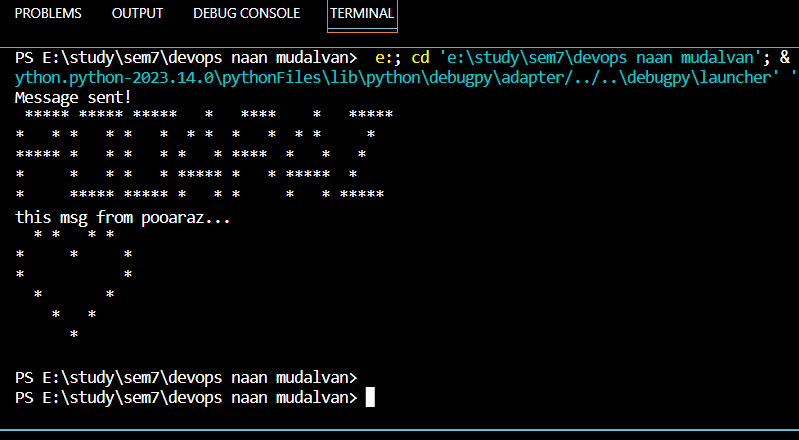 PROBLEMS OUTPUT DEBUG CONSOLE TERMINAL
PS E:\study\sem7\devops naan mudalvan>  e:; cd 'e:\study\sem7\devops naan mudalvan'; &
ython.python-2023.14.0\pythonFiles\lib\python\debugpy\adapter/../..\debugpy\launcher' '
Message sent!
 ***** ***** *****   *   ****    *   *****
*   * *   * *   *  * *  *   *  * *     *
***** *   * *   * *   * ****  *   *   *
*     *   * *   * ***** *   * *****  *
*     ***** ***** *   * *     *   * *****
this msg from pooaraz...
  * *   * *
*     *     *
*           *
  *       *
    *   *
      *
PS E:\study\sem7\devops naan mudalvan>
PS E:\study\sem7\devops naan mudalvan>